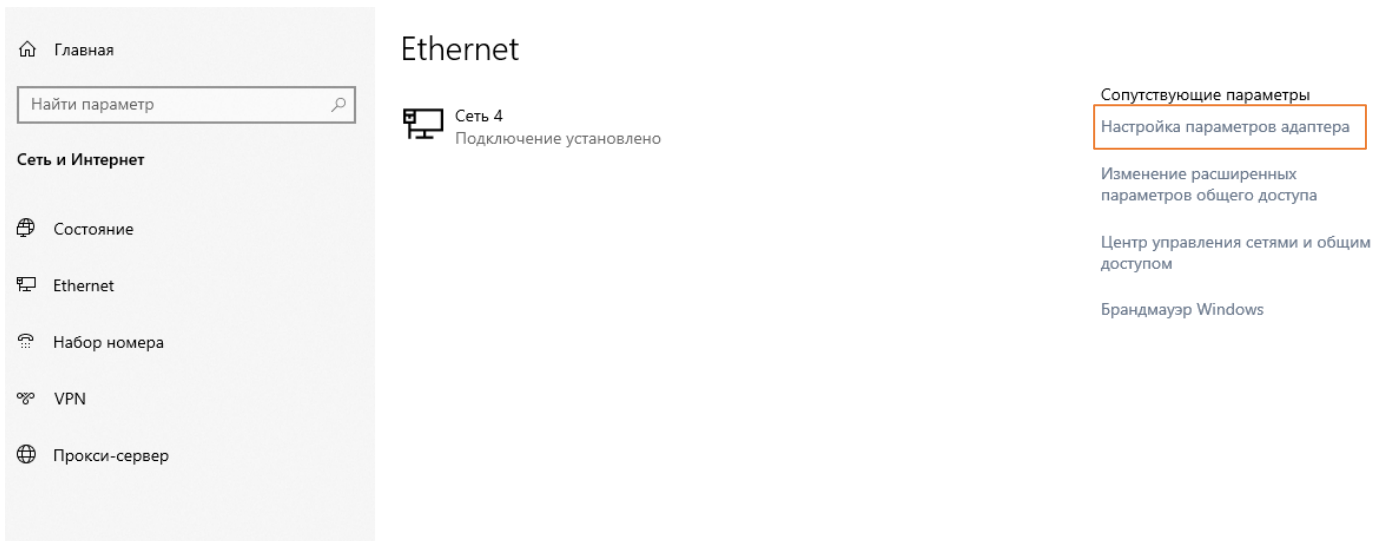 Главная
Найти параметр
Сеть и Интернет
Состояние
Ethernet
Набор номера
VPN
Прокси-сервер
Ethernet
Сеть 4
Подключение установлено
Сопутствующие параметры
Настройка параметров адаптера
Изменение расширенных
параметров общего доступа
Центр управления сетями и общим
доступом
Брандмауэр Windows